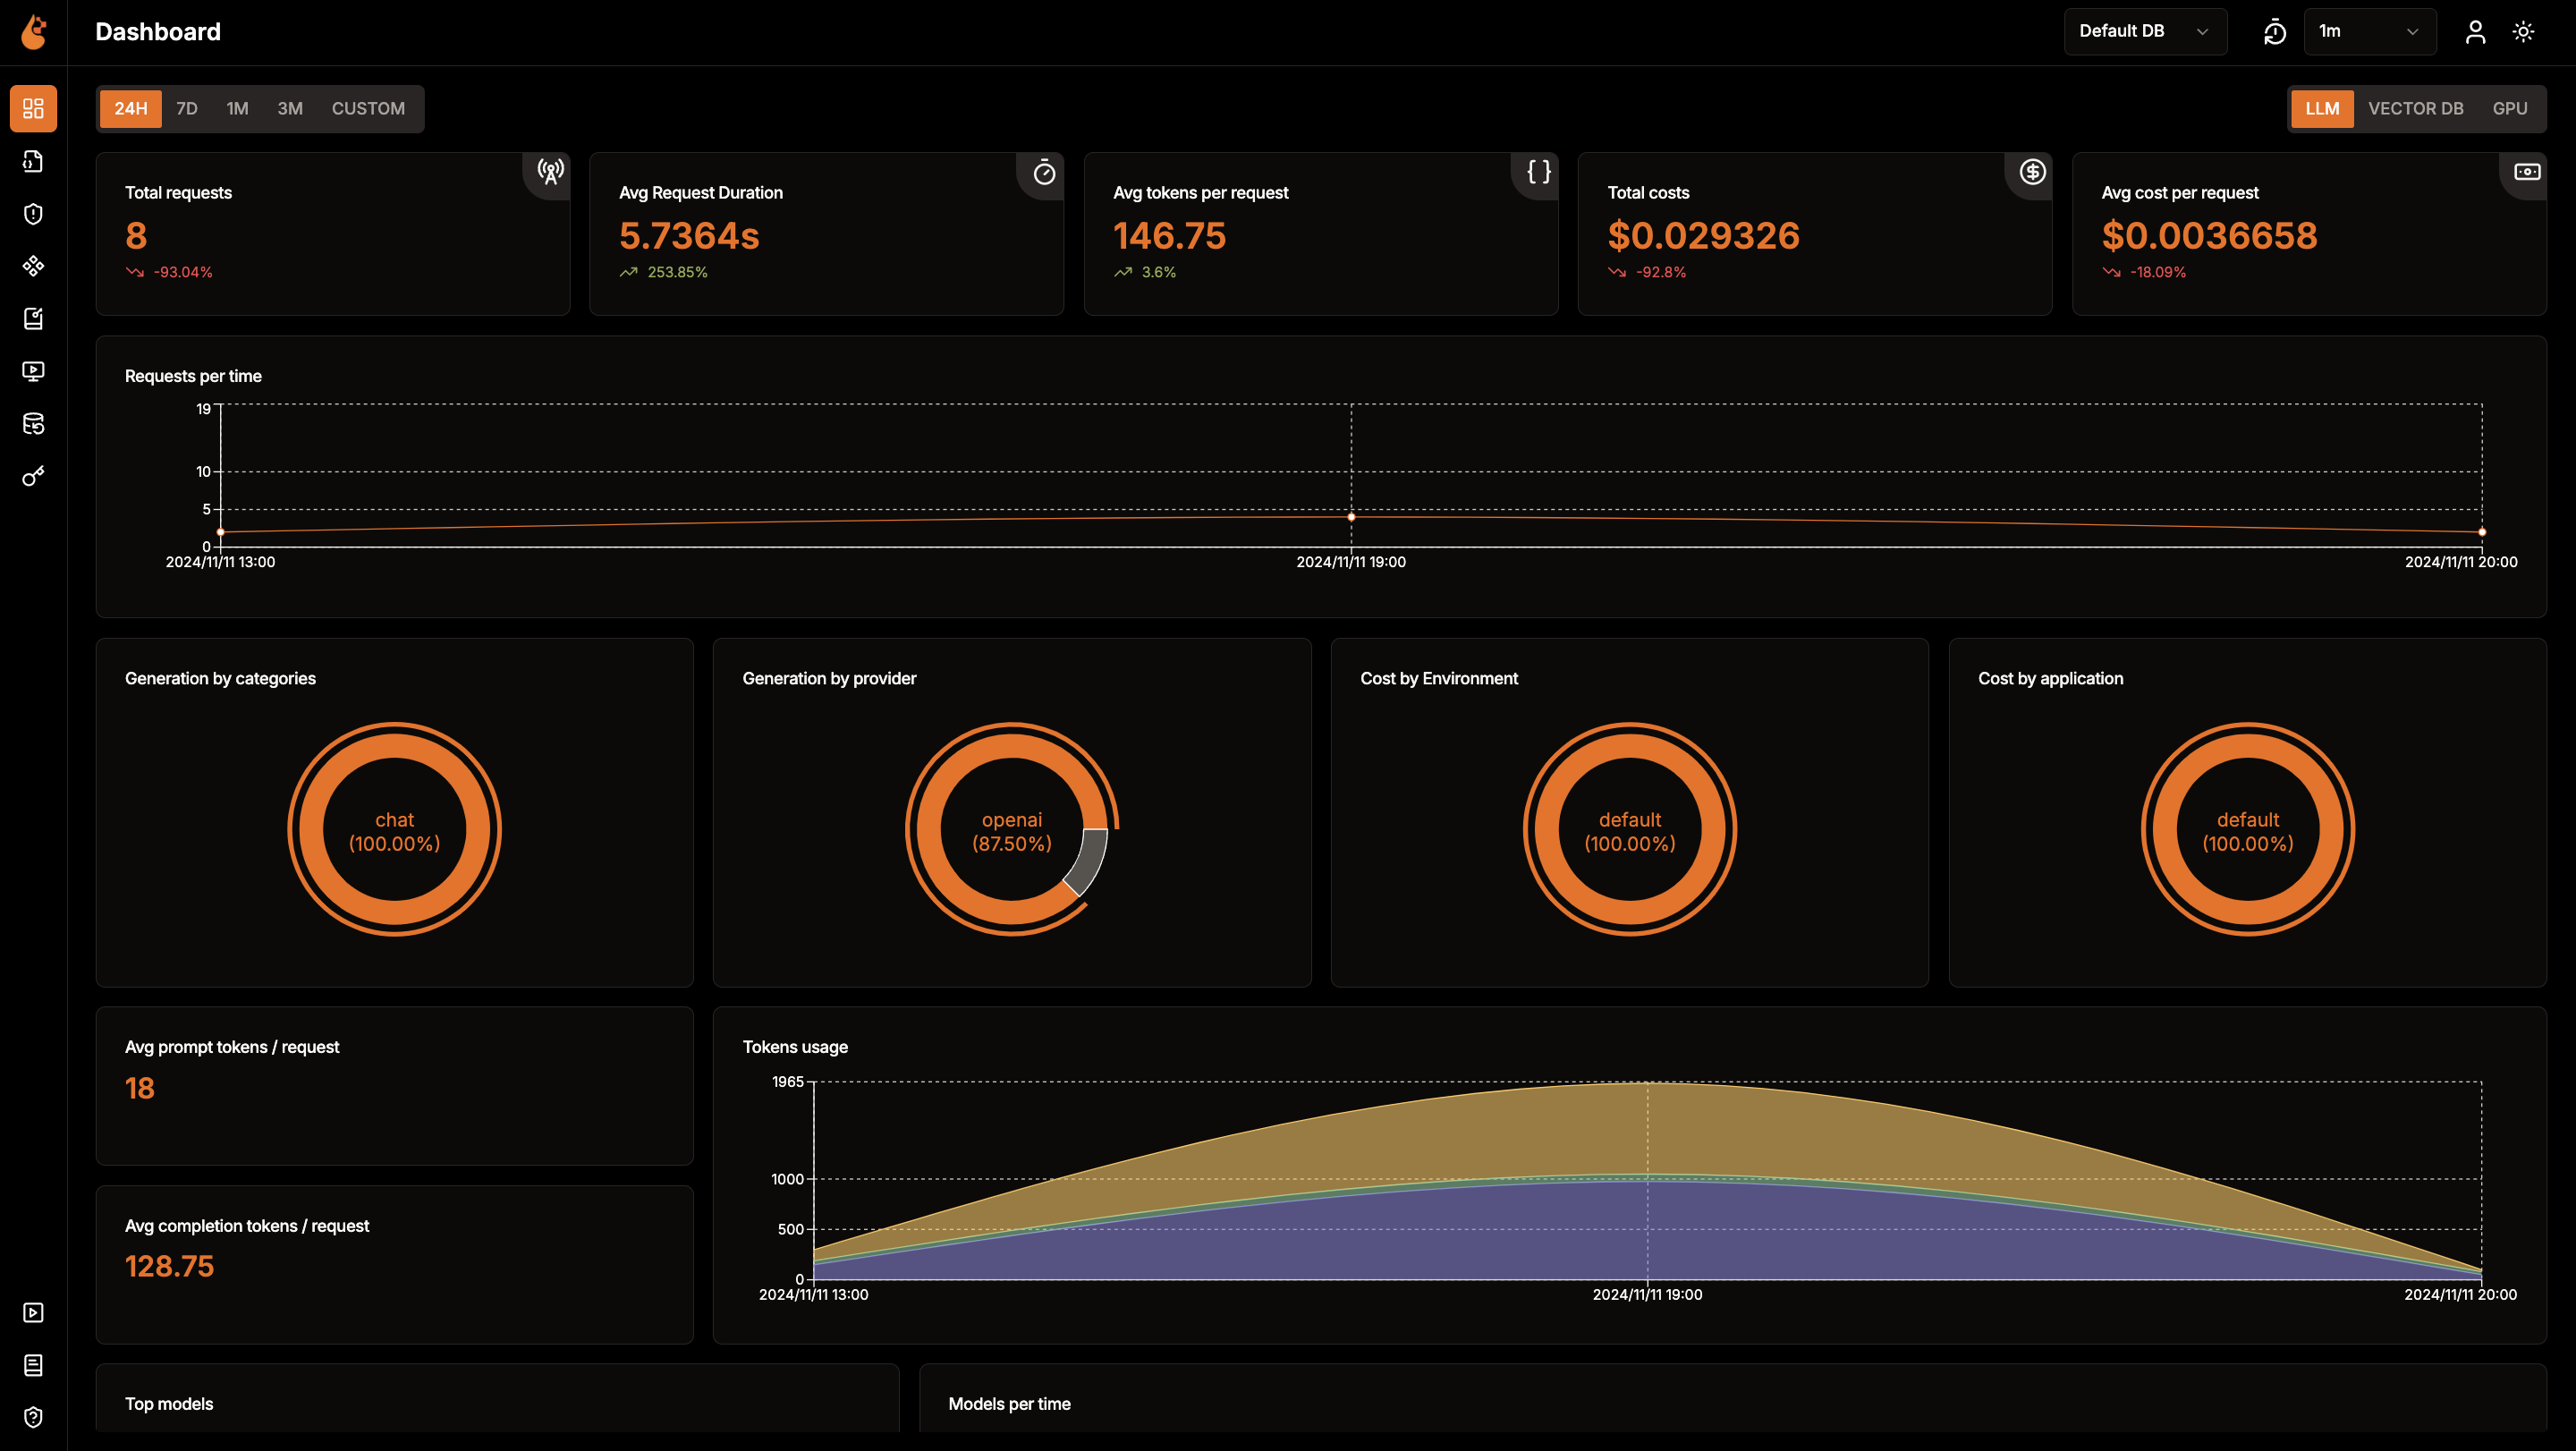 Dashboard
Default DB
1m
24H 7D 1M 3M CUSTOM
LLM VECTOR DB GPU
Total requests
8
-93.04%
Avg Request Duration
5.7364s
253.85%
Avg tokens per request
146.75
3.6%
Total costs
$0.029326
-92.8%
Avg cost per request
$0.0036658
-18.09%
Requests per time
19
10
5
0
2024/11/11 13:00
2024/11/11 19:00
2024/11/11 20:00
Generation by categories
chat
(100.00%)
Generation by provider
openai
(87.50%)
Cost by Environment
default
(100.00%)
Cost by application
default
(100.00%)
Avg prompt tokens / request
18
Avg completion tokens / request
128.75
Tokens usage
1965
1000
500
0
2024/11/11 13:00
2024/11/11 19:00
2024/11/11 20:00
Top models
Models per time